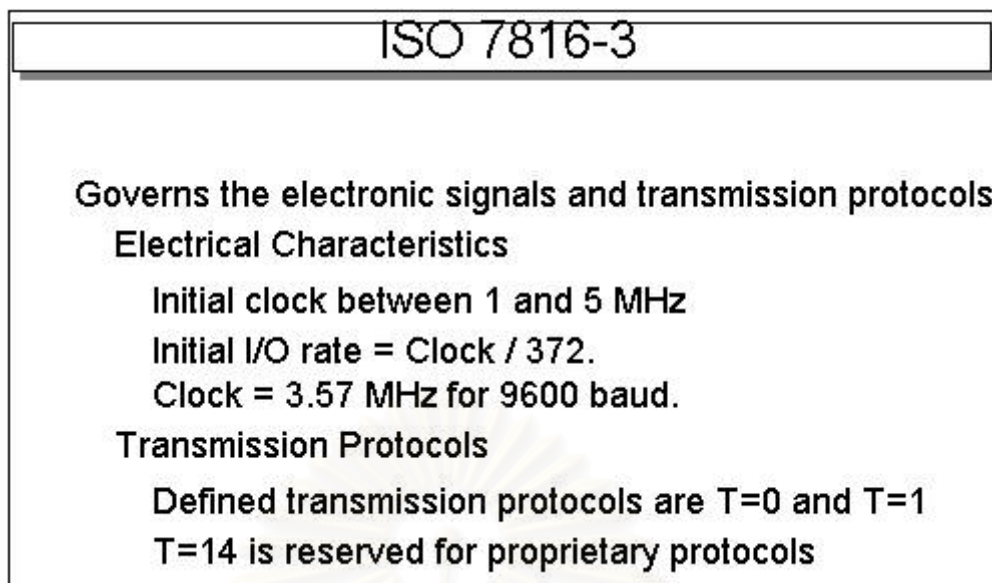 ISO 7816-3
Governs the electronic signals and transmission protocols
Electrical Characteristics
Initial clock between 1 and 5 MHz
Initial I/O rate = Clock / 372.
Clock = 3.57 MHz for 9600 baud.
Transmission Protocols
Defined transmission protocols are T=0 and T=1
T=14 is reserved for proprietary protocols